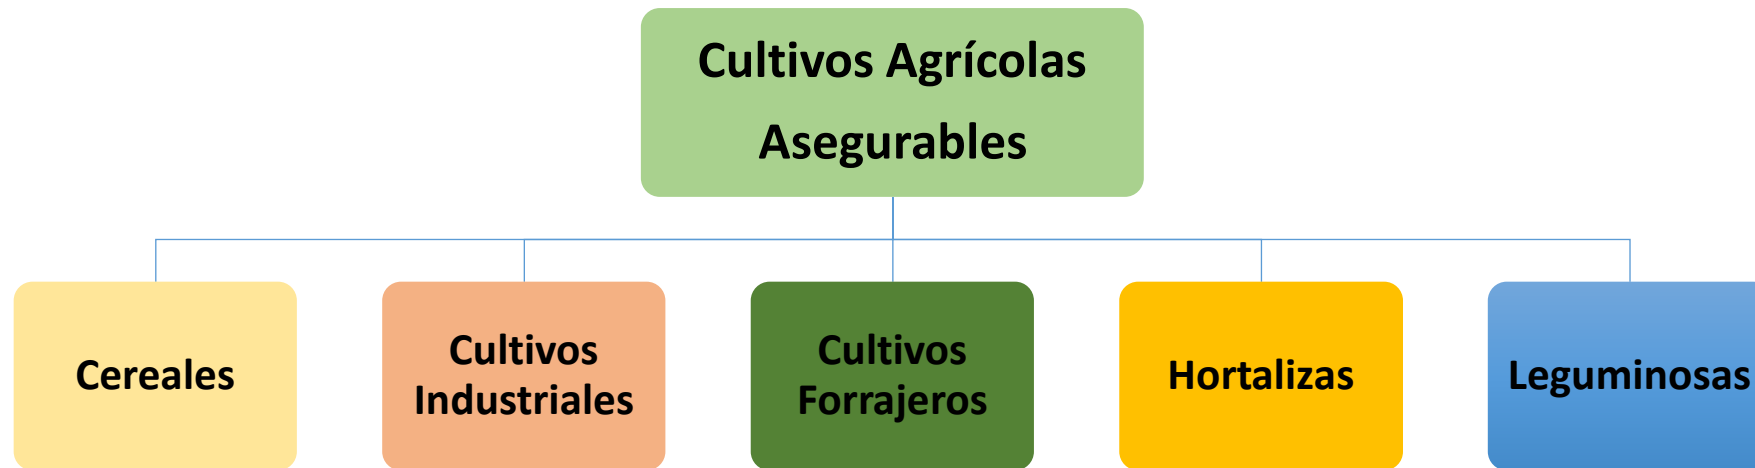 Cultivos Agrícolas
Asegurables
Cereales
Cultivos
Industriales
Cultivos
Forrajeros
Hortalizas
Leguminosas